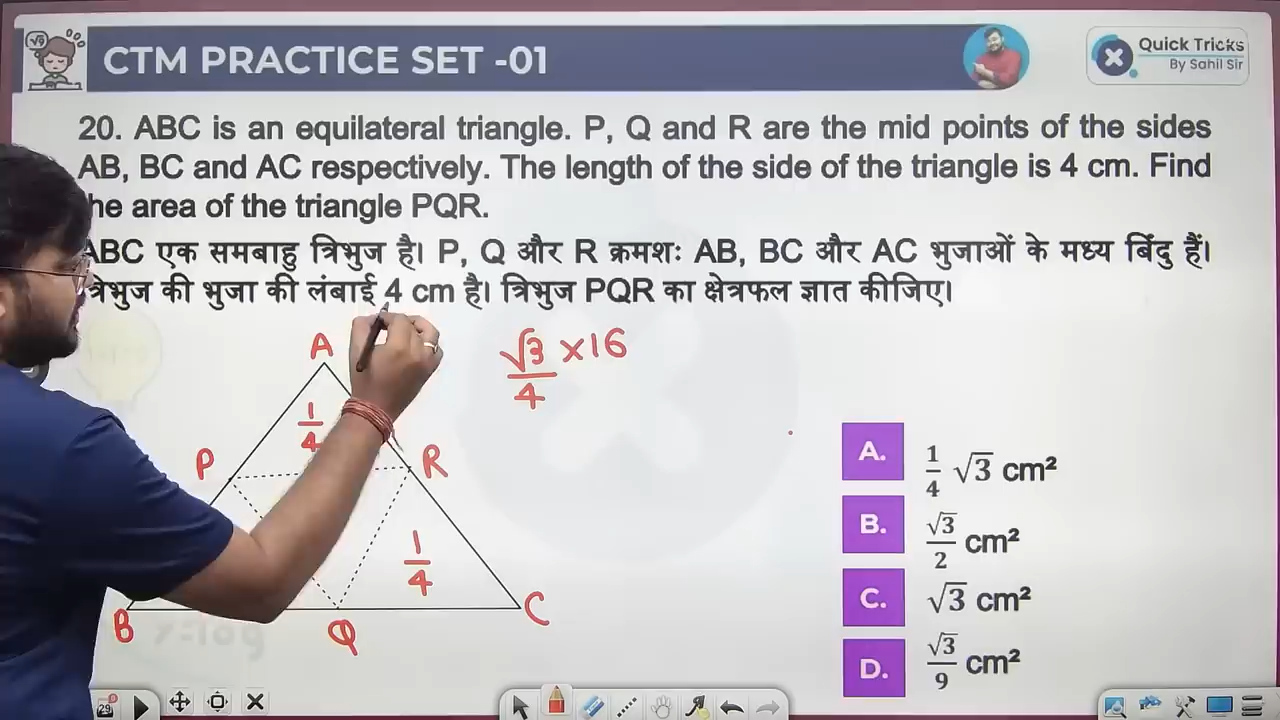 CTM PRACTICE SET -01
Quick Tricks
By Sahil Sir
20. ABC is an equilateral triangle. P, Q and R are the mid points of the sides
AB, BC and AC respectively. The length of the side of the triangle is 4 cm. Find
he area of the triangle PQR.
ABC एक समबाहु त्रिभुज है। P, Q और R क्रमशः AB, BC और AC भुजाओं के मध्य बिंदु हैं।
त्रिभुज की भुजा की लंबाई 4 cm है। त्रिभुज PQR का क्षेत्रफल ज्ञात कीजिए।
A
√3/4 ×16
1/4
P
R
1/4
B
Q
C
A. 1/4 √3 cm²
B. √3/2 cm²
C. √3 cm²
D. √3/9 cm²
29